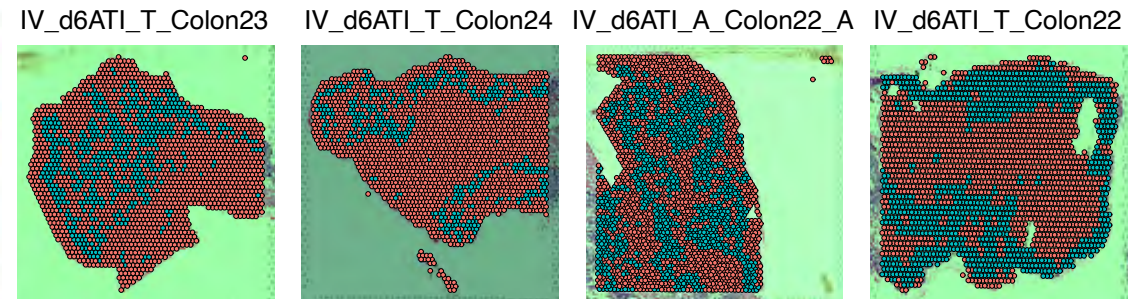 IV_d6ATI_T_Colon23
IV_d6ATI_T_Colon24
IV_d6ATI_A_Colon22_A
IV_d6ATI_T_Colon22